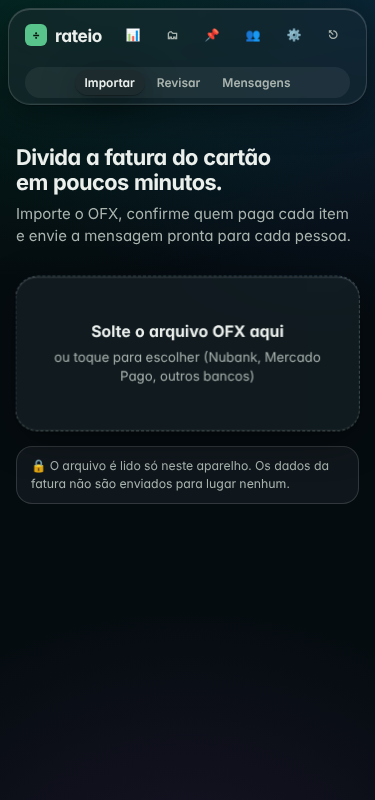 ÷ rateio
Importar Revisar Mensagens
Divida a fatura do cartão
em poucos minutos.
Importe o OFX, confirme quem paga cada item
e envie a mensagem pronta para cada pessoa.
Solte o arquivo OFX aqui
ou toque para escolher (Nubank, Mercado
Pago, outros bancos)
🔒 O arquivo é lido só neste aparelho. Os dados da
fatura não são enviados para lugar nenhum.